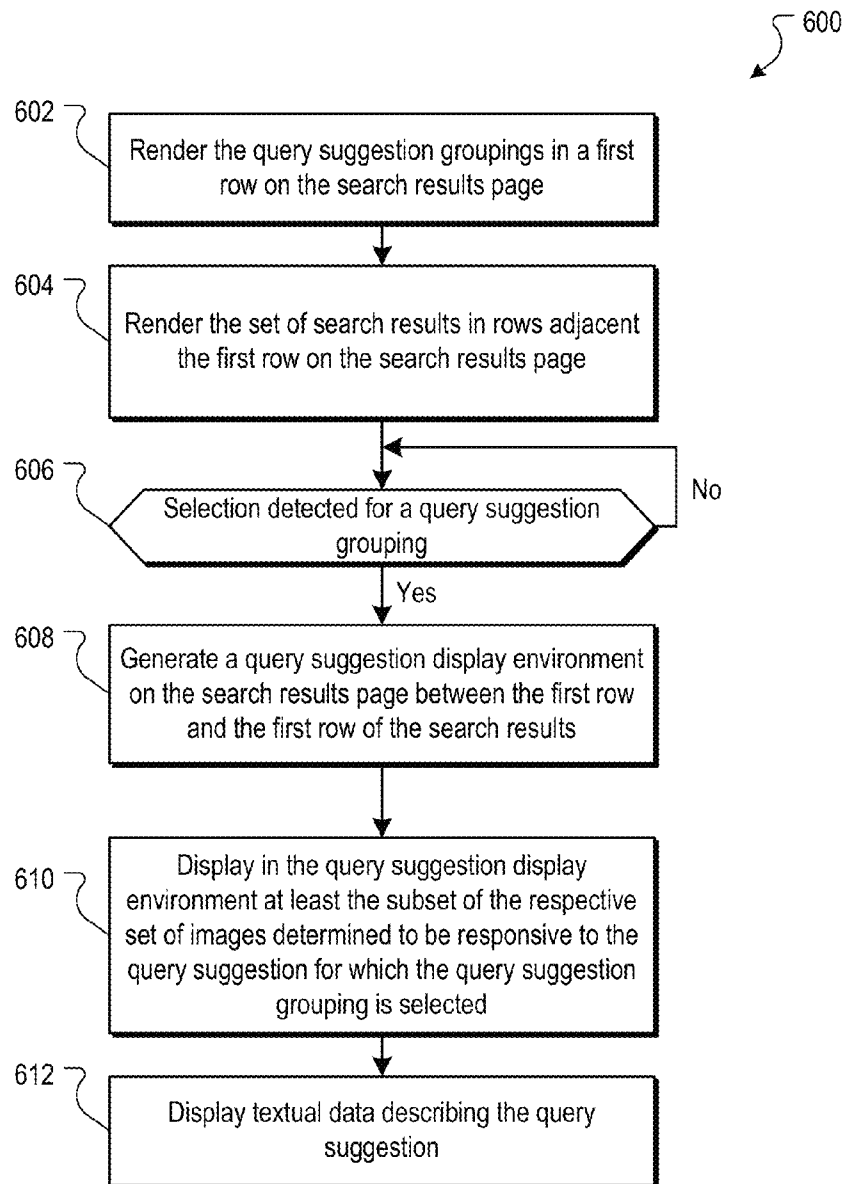 600
602
Render the query suggestion groupings in a first
row on the search results page
604
Render the set of search results in rows adjacent
the first row on the search results page
606
Selection detected for a query suggestion
grouping
No
Yes
608
Generate a query suggestion display environment
on the search results page between the first row
and the first row of the search results
610
Display in the query suggestion display
environment at least the subset of the respective
set of images determined to be responsive to the
query suggestion for which the query suggestion
grouping is selected
612
Display textual data describing the query
suggestion